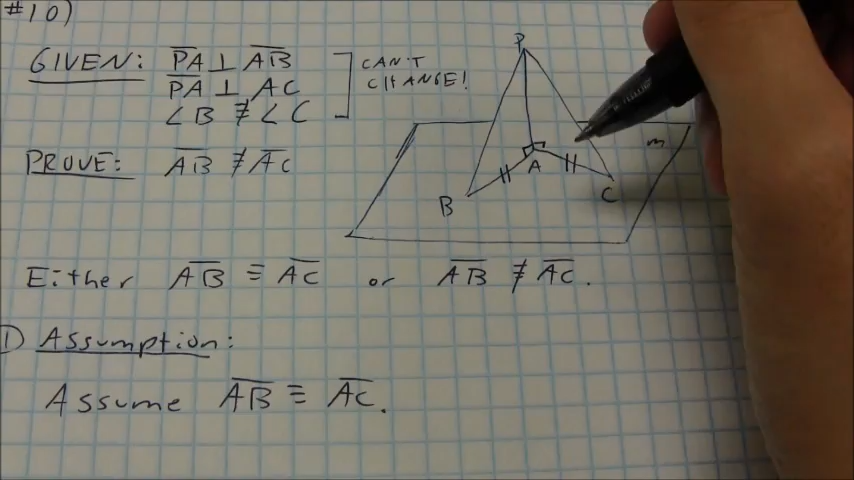 #10)
GIVEN: PA ⊥ AB
PA ⊥ AC
∠B ≢ ∠C
CAN'T
CHANGE!
PROVE: AB ≢ AC
P
m
A
B
C
Either AB ≡ AC or AB ≢ AC.
1) Assumption:
Assume AB ≡ AC.